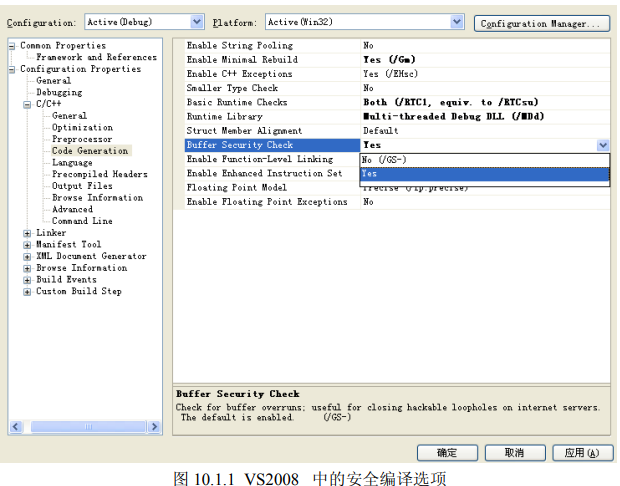 Configuration: Active(Debug) Platform: Active(Win32) Configuration Manager...
Common Properties
Framework and References
Configuration Properties
General
Debugging
C/C++
General
Optimization
Preprocessor
Code Generation
Language
Precompiled Headers
Output Files
Browse Information
Advanced
Command Line
Linker
Manifest Tool
XML Document Generator
Browse Information
Build Events
Custom Build Step
Enable String Pooling No
Enable Minimal Rebuild Yes (/Gm)
Enable C++ Exceptions Yes (/EHsc)
Smaller Type Check No
Basic Runtime Checks Both (/RTC1, equiv. to /RTCsu)
Runtime Library Multi-threaded Debug DLL (/MDd)
Struct Member Alignment Default
Buffer Security Check Yes
Enable Function-Level Linking No (/GS-)
Enable Enhanced Instruction Set Yes
Floating Point Model Precise (/fp:precise)
Enable Floating Point Exceptions No
Buffer Security Check
Check for buffer overruns; useful for closing hackable loopholes on internet servers.
The default is enabled. (/GS-)
确定 取消 应用(A)
图 10.1.1 VS2008 中的安全编译选项